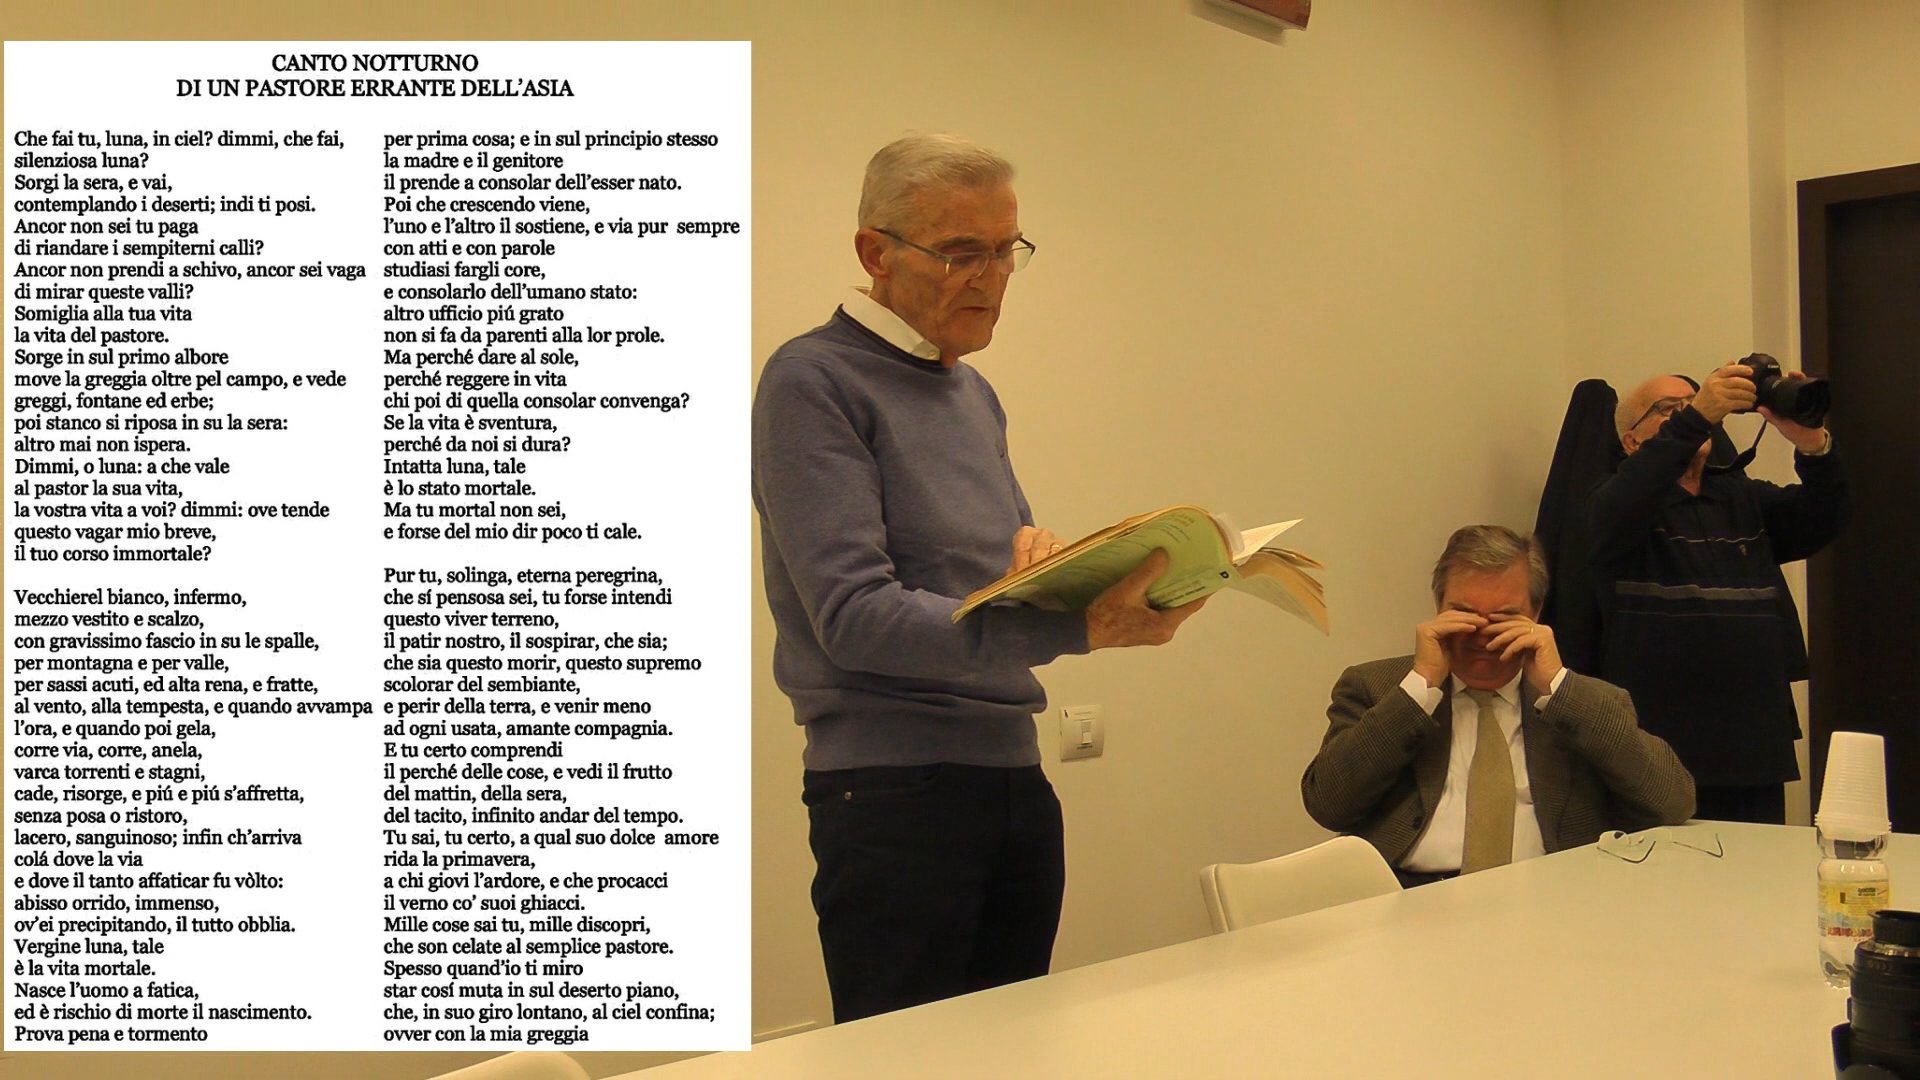 CANTO NOTTURNO
DI UN PASTORE ERRANTE DELL'ASIA
Che fai tu, luna, in ciel? dimmi, che fai,
silenziosa luna?
Sorgi la sera, e vai,
contemplando i deserti; indi ti posi.
Ancor non sei tu paga
di riandare i sempiterni calli?
Ancor non prendi a schivo, ancor sei vaga
di mirar queste valli?
Somiglia alla tua vita
la vita del pastore.
Sorge in sul primo albore
move la greggia oltre pel campo, e vede
greggi, fontane ed erbe;
poi stanco si riposa in su la sera:
altro mai non ispera.
Dimmi, o luna: a che vale
al pastor la sua vita,
la vostra vita a voi? dimmi: ove tende
questo vagar mio breve,
il tuo corso immortale?
Vecchierel bianco, infermo,
mezzo vestito e scalzo,
con gravissimo fascio in su le spalle,
per montagna e per valle,
per sassi acuti, ed alta rena, e fratte,
al vento, alla tempesta, e quando avvampa
l'ora, e quando poi gela,
corre via, corre, anela,
varca torrenti e stagni,
cade, risorge, e piú e piú s'affretta,
senza posa o ristoro,
lacero, sanguinoso; infin ch'arriva
colá dove la via
e dove il tanto affaticar fu vòlto:
abisso orrido, immenso,
ov'ei precipitando, il tutto obblia.
Vergine luna, tale
è la vita mortale.
Nasce l'uomo a fatica,
ed è rischio di morte il nascimento.
Prova pena e tormento
per prima cosa; e in sul principio stesso
la madre e il genitore
il prende a consolar dell'esser nato.
Poi che crescendo viene,
l'uno e l'altro il sostiene, e via pur sempre
con atti e con parole
studiasi fargli core,
e consolarlo dell'umano stato:
altro ufficio piú grato
non si fa da parenti alla lor prole.
Ma perché dare al sole,
perché reggere in vita
chi poi di quella consolar convenga?
Se la vita è sventura,
perché da noi si dura?
Intatta luna, tale
è lo stato mortale.
Ma tu mortal non sei,
e forse del mio dir poco ti cale.
Pur tu, solinga, eterna peregrina,
che sí pensosa sei, tu forse intendi
questo viver terreno,
il patir nostro, il sospirar, che sia;
che sia questo morir, questo supremo
scolorar del sembiante,
e perir della terra, e venir meno
ad ogni usata, amante compagnia.
E tu certo comprendi
il perché delle cose, e vedi il frutto
del mattin, della sera,
del tacito, infinito andar del tempo.
Tu sai, tu certo, a qual suo dolce amore
rida la primavera,
a chi giovi l'ardore, e che procacci
il verno co' suoi ghiacci.
Mille cose sai tu, mille discopri,
che son celate al semplice pastore.
Spesso quand'io ti miro
star cosí muta in sul deserto piano,
che, in suo giro lontano, al ciel confina;
ovver con la mia greggia